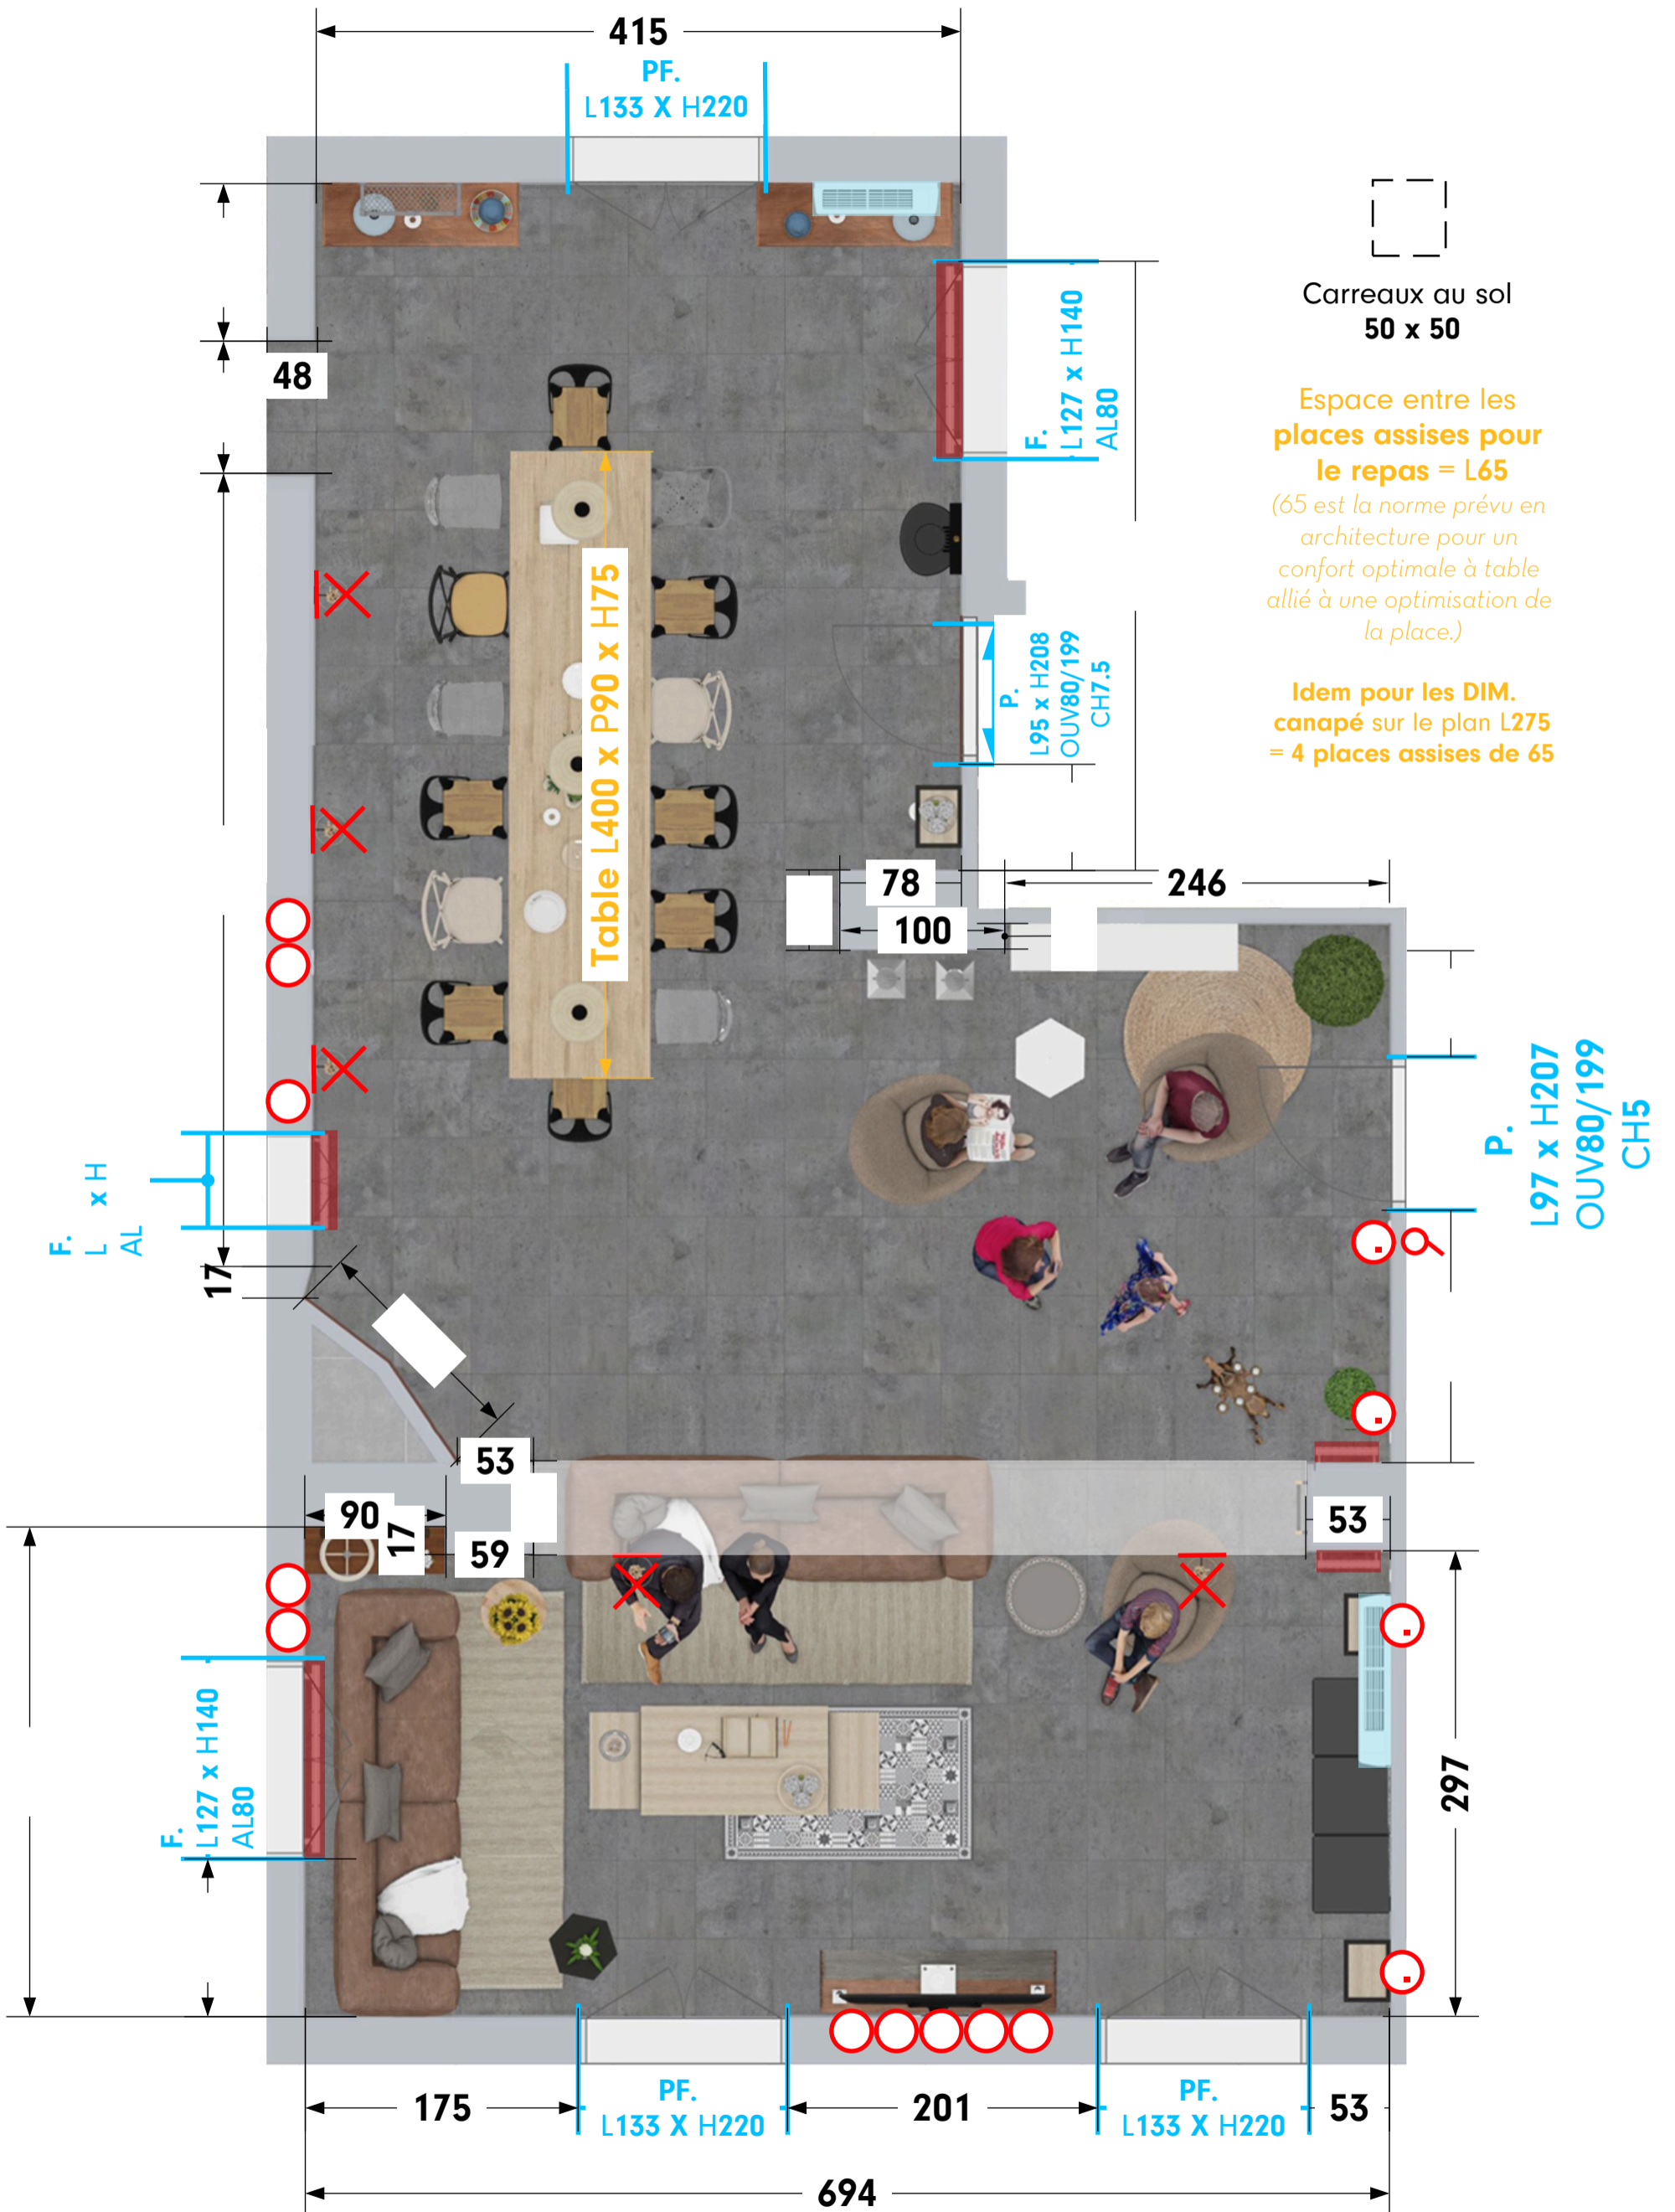 415
PF.
L133 X H220
Carreaux au sol
50 x 50
48
F.
L127 x H140
AL80
Espace entre les
places assises pour
le repas = L65
(65 est la norme prévu en
architecture pour un
confort optimale à table
allié à une optimisation de
la place.)
Idem pour les DIM.
canapé sur le plan L275
= 4 places assises de 65
Table L400 x P90 x H75
P.
L95 x H208
OUV80/199
CH7.5
78
246
100
P.
L97 x H207
OUV80/199
CH5
F.
L x H
AL
17
53
90
17
59
53
F.
L127 x H140
AL80
297
175
PF.
L133 X H220
201
PF.
L133 X H220
53
694